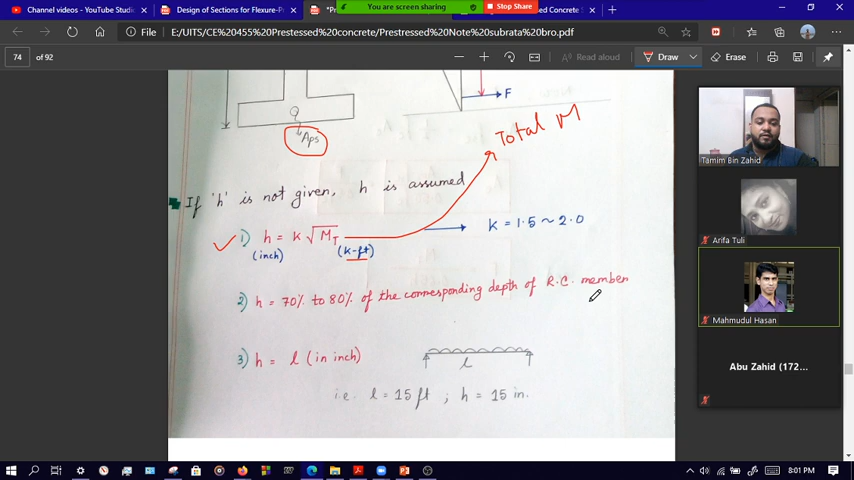 Channel videos - YouTube Studio
Design of Sections for Flexure-Pr
You are screen sharing
Stop Share
File
E:/UITS/CE%20455%20Prestessed%20concrete/Prestressed%20Note%20subrata%20bro.pdf
74 of 92
Read aloud
Draw
Erase
F
Aps
Total M
If 'h' is not given, h is assumed
1) h = K √MT
K = 1.5 ~ 2.0
(inch) (K-ft)
2) h = 70% to 80% of the corresponding depth of R.C. member
3) h = l (in inch)
l
i.e. l = 15 ft ; h = 15 in.
Tamim Bin Zahid
Arifa Tuli
Mahmudul Hasan
Abu Zahid (172...
8:01 PM